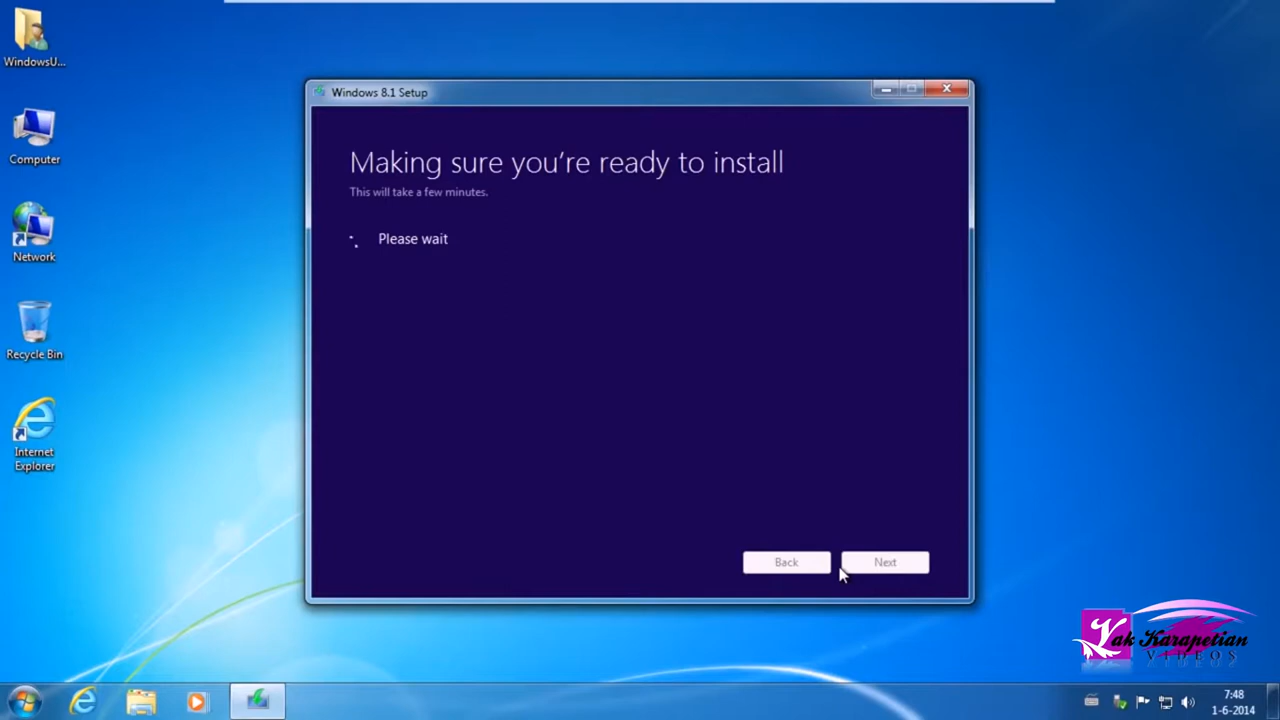 WindowsU...
Computer
Network
Recycle Bin
Internet
Explorer
Windows 8.1 Setup
Making sure you're ready to install
This will take a few minutes.
Please wait
Back
Next
Yak Karapetian
VIDEOS
7:48
1-6-2014